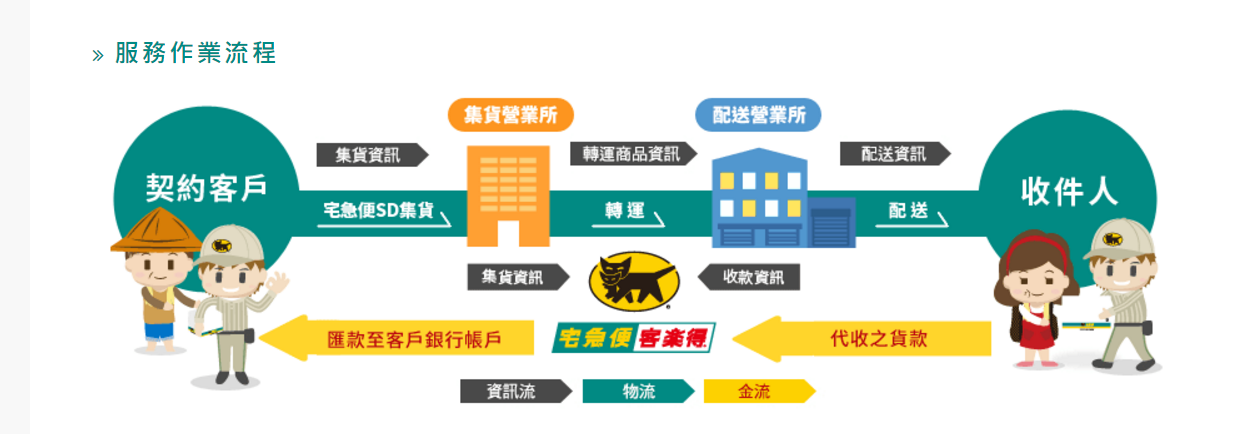 » 服務作業流程
集貨營業所
配送營業所
集貨資訊
轉運商品資訊
配送資訊
契約客戶
收件人
宅急便SD集貨
轉運
配送
集貨資訊
收款資訊
匯款至客戶銀行帳戶
宅急便 客楽得
代收之貨款
資訊流
物流
金流